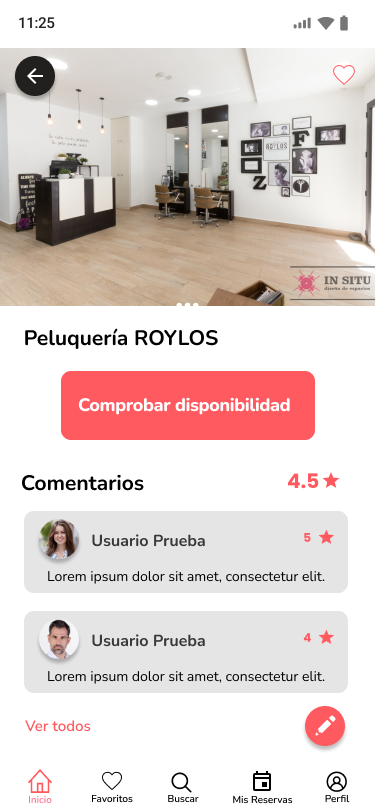 11:25
ROYLOS
F
Z
IN SITU
diseño de espacios
Peluquería ROYLOS
Comprobar disponibilidad
Comentarios
4.5
Usuario Prueba
5
Lorem ipsum dolor sit amet, consectetur elit.
Usuario Prueba
4
Lorem ipsum dolor sit amet, consectetur elit.
Ver todos
Inicio
Favoritos
Buscar
Mis Reservas
Perfil